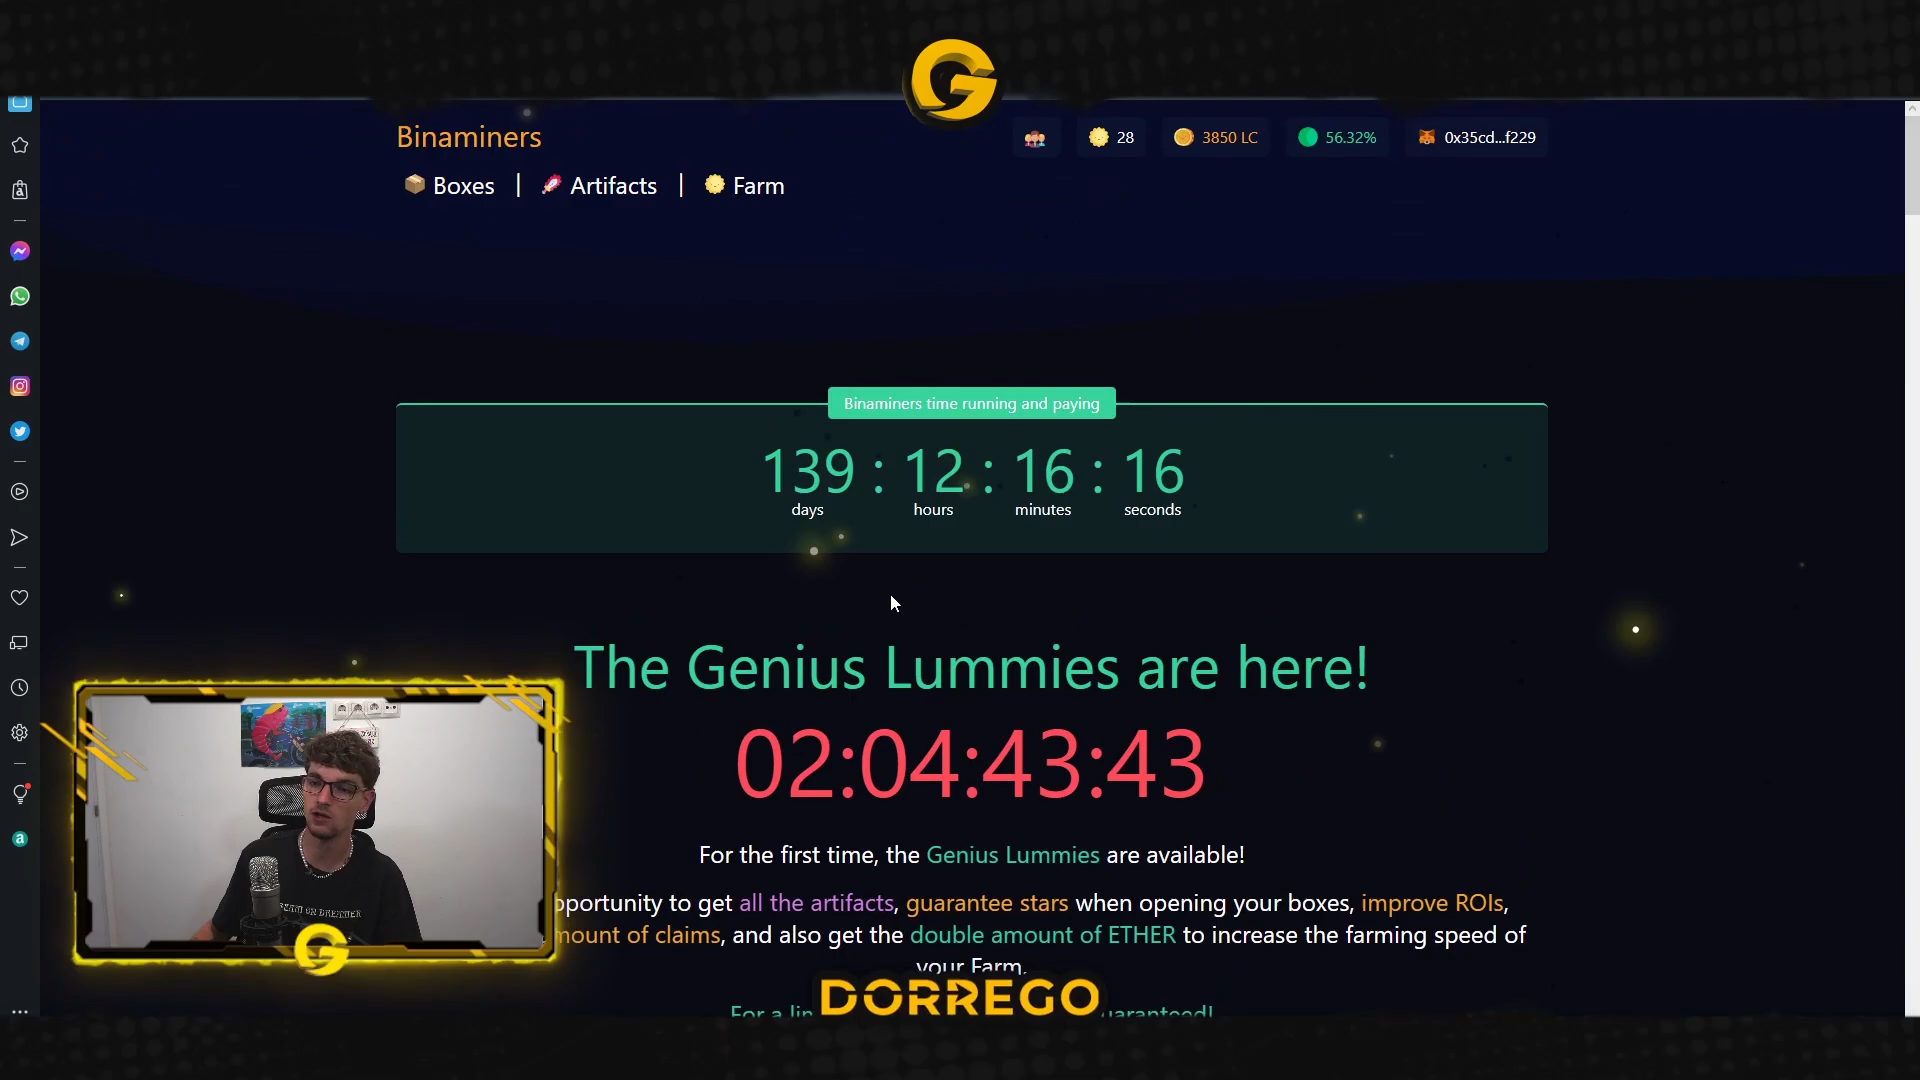 Binaminers
28
3850 LC
56.32%
0x35cd...f229
Boxes | Artifacts | Farm
Binaminers time running and paying
139 : 12 : 16 : 16
days hours minutes seconds
The Genius Lummies are here!
02:04:43:43
For the first time, the Genius Lummies are available!
pportunity to get all the artifacts, guarantee stars when opening your boxes, improve ROIs,
mount of claims, and also get the double amount of ETHER to increase the farming speed of
your Farm.
For a
DORREGO